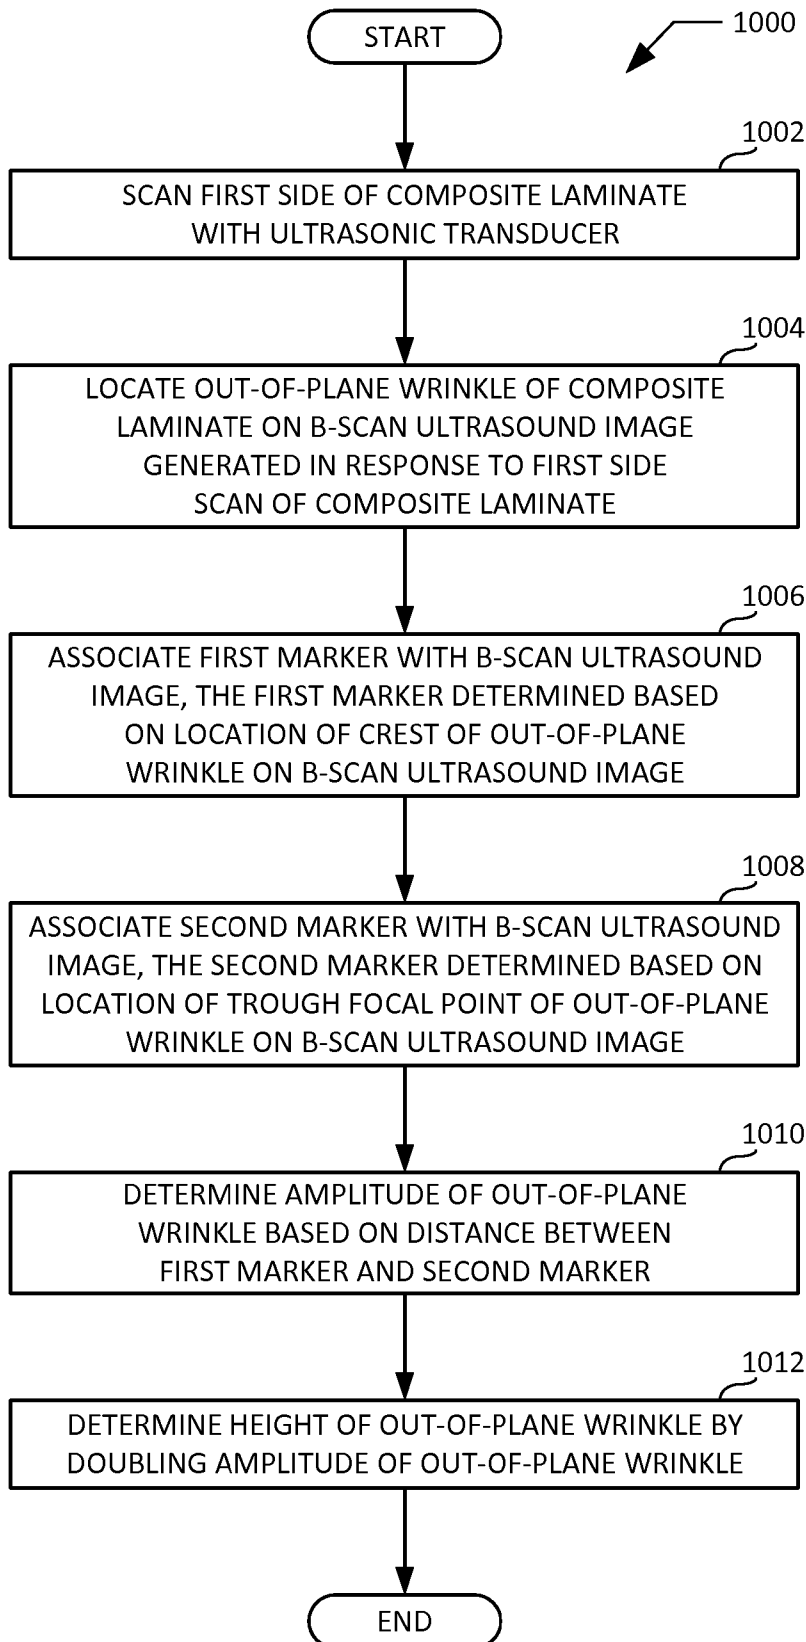 START
1000
1002
SCAN FIRST SIDE OF COMPOSITE LAMINATE
WITH ULTRASONIC TRANSDUCER
1004
LOCATE OUT-OF-PLANE WRINKLE OF COMPOSITE
LAMINATE ON B-SCAN ULTRASOUND IMAGE
GENERATED IN RESPONSE TO FIRST SIDE
SCAN OF COMPOSITE LAMINATE
1006
ASSOCIATE FIRST MARKER WITH B-SCAN ULTRASOUND
IMAGE, THE FIRST MARKER DETERMINED BASED
ON LOCATION OF CREST OF OUT-OF-PLANE
WRINKLE ON B-SCAN ULTRASOUND IMAGE
1008
ASSOCIATE SECOND MARKER WITH B-SCAN ULTRASOUND
IMAGE, THE SECOND MARKER DETERMINED BASED ON
LOCATION OF TROUGH FOCAL POINT OF OUT-OF-PLANE
WRINKLE ON B-SCAN ULTRASOUND IMAGE
1010
DETERMINE AMPLITUDE OF OUT-OF-PLANE
WRINKLE BASED ON DISTANCE BETWEEN
FIRST MARKER AND SECOND MARKER
1012
DETERMINE HEIGHT OF OUT-OF-PLANE WRINKLE BY
DOUBLING AMPLITUDE OF OUT-OF-PLANE WRINKLE
END